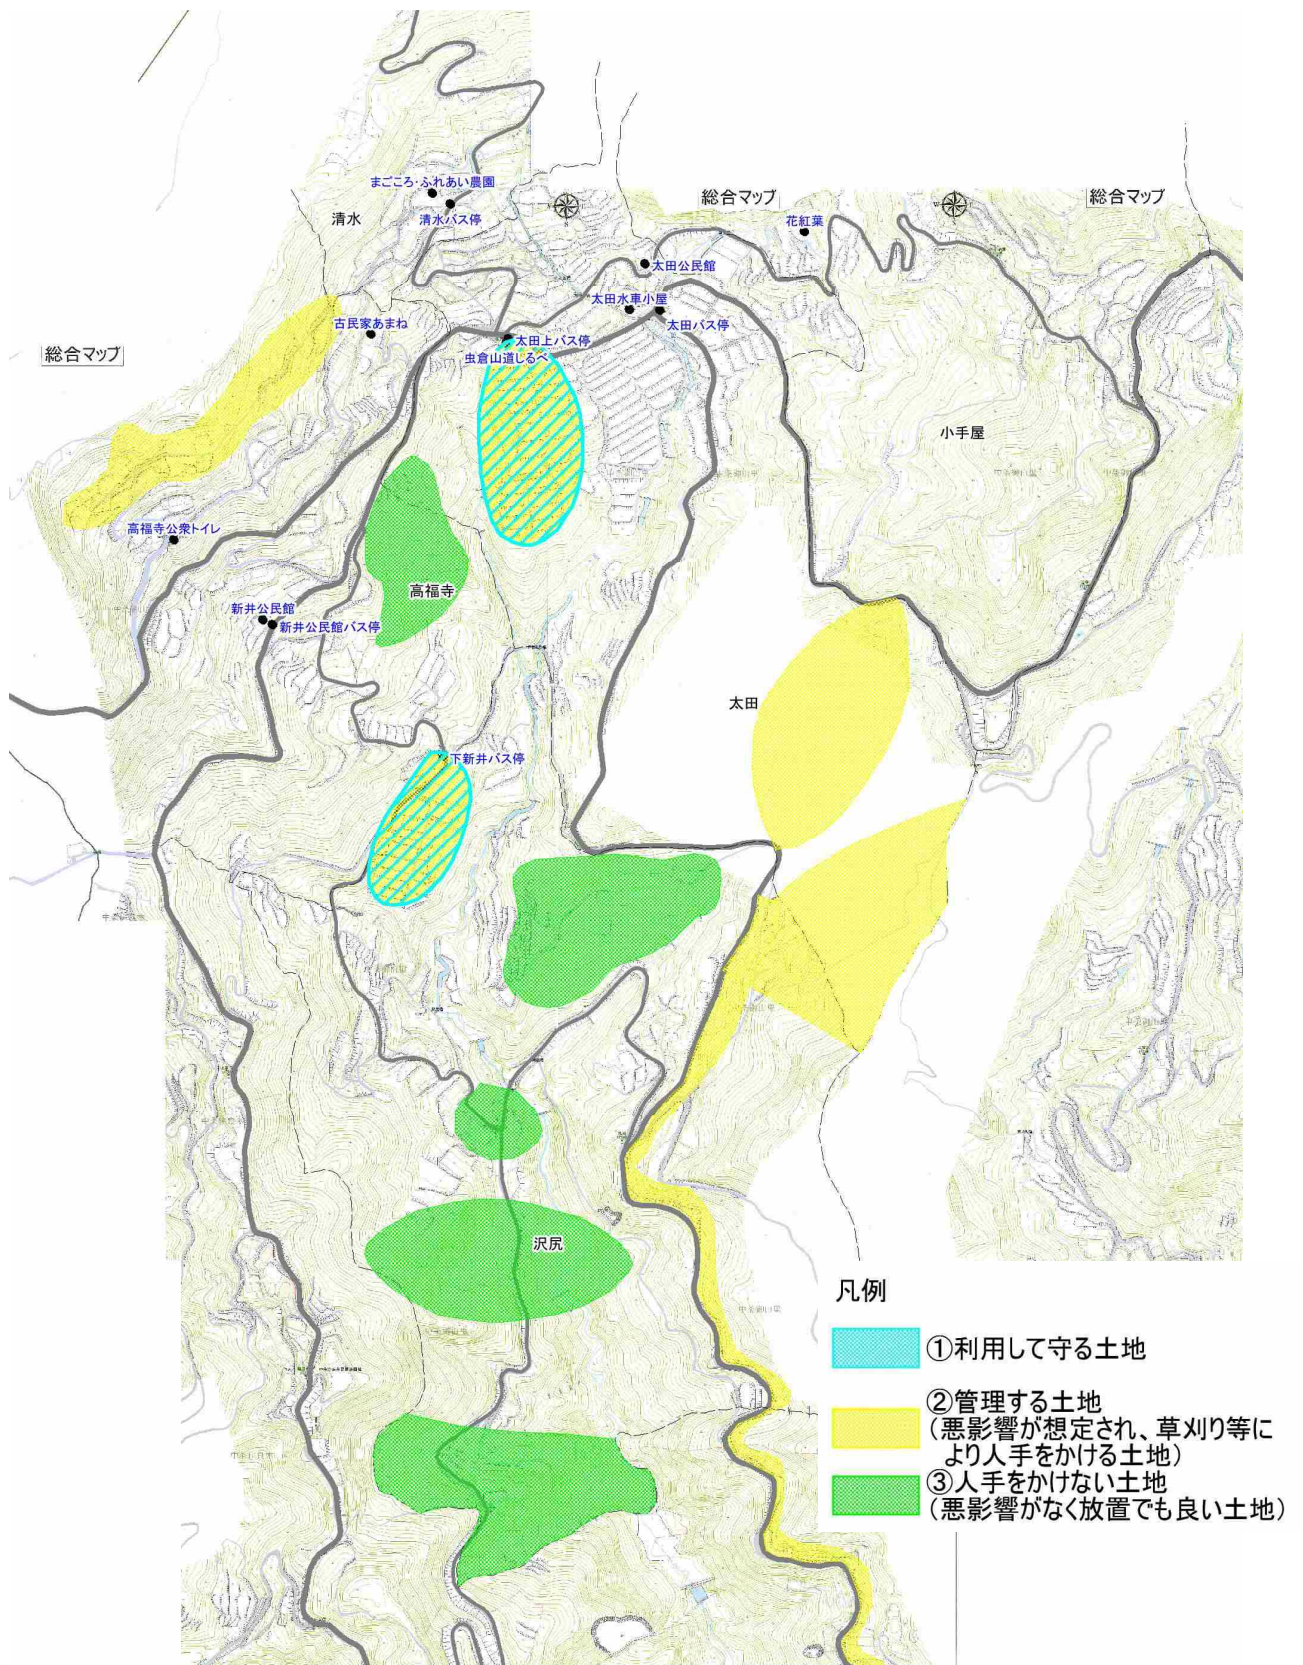 まごころ・ふれあい農園
清水
清水バス停
総合マップ
花紅葉
総合マップ
太田公民館
太田水車小屋
太田バス停
古民家あまね
太田上バス停
虫倉山道しるべ
総合マップ
小手屋
高福寺公衆トイレ
高福寺
新井公民館
新井公民館バス停
太田
下新井バス停
沢尻
凡例
①利用して守る土地
②管理する土地
(悪影響が想定され、草刈り等に
より人手をかける土地)
③人手をかけない土地
(悪影響がなく放置でも良い土地)